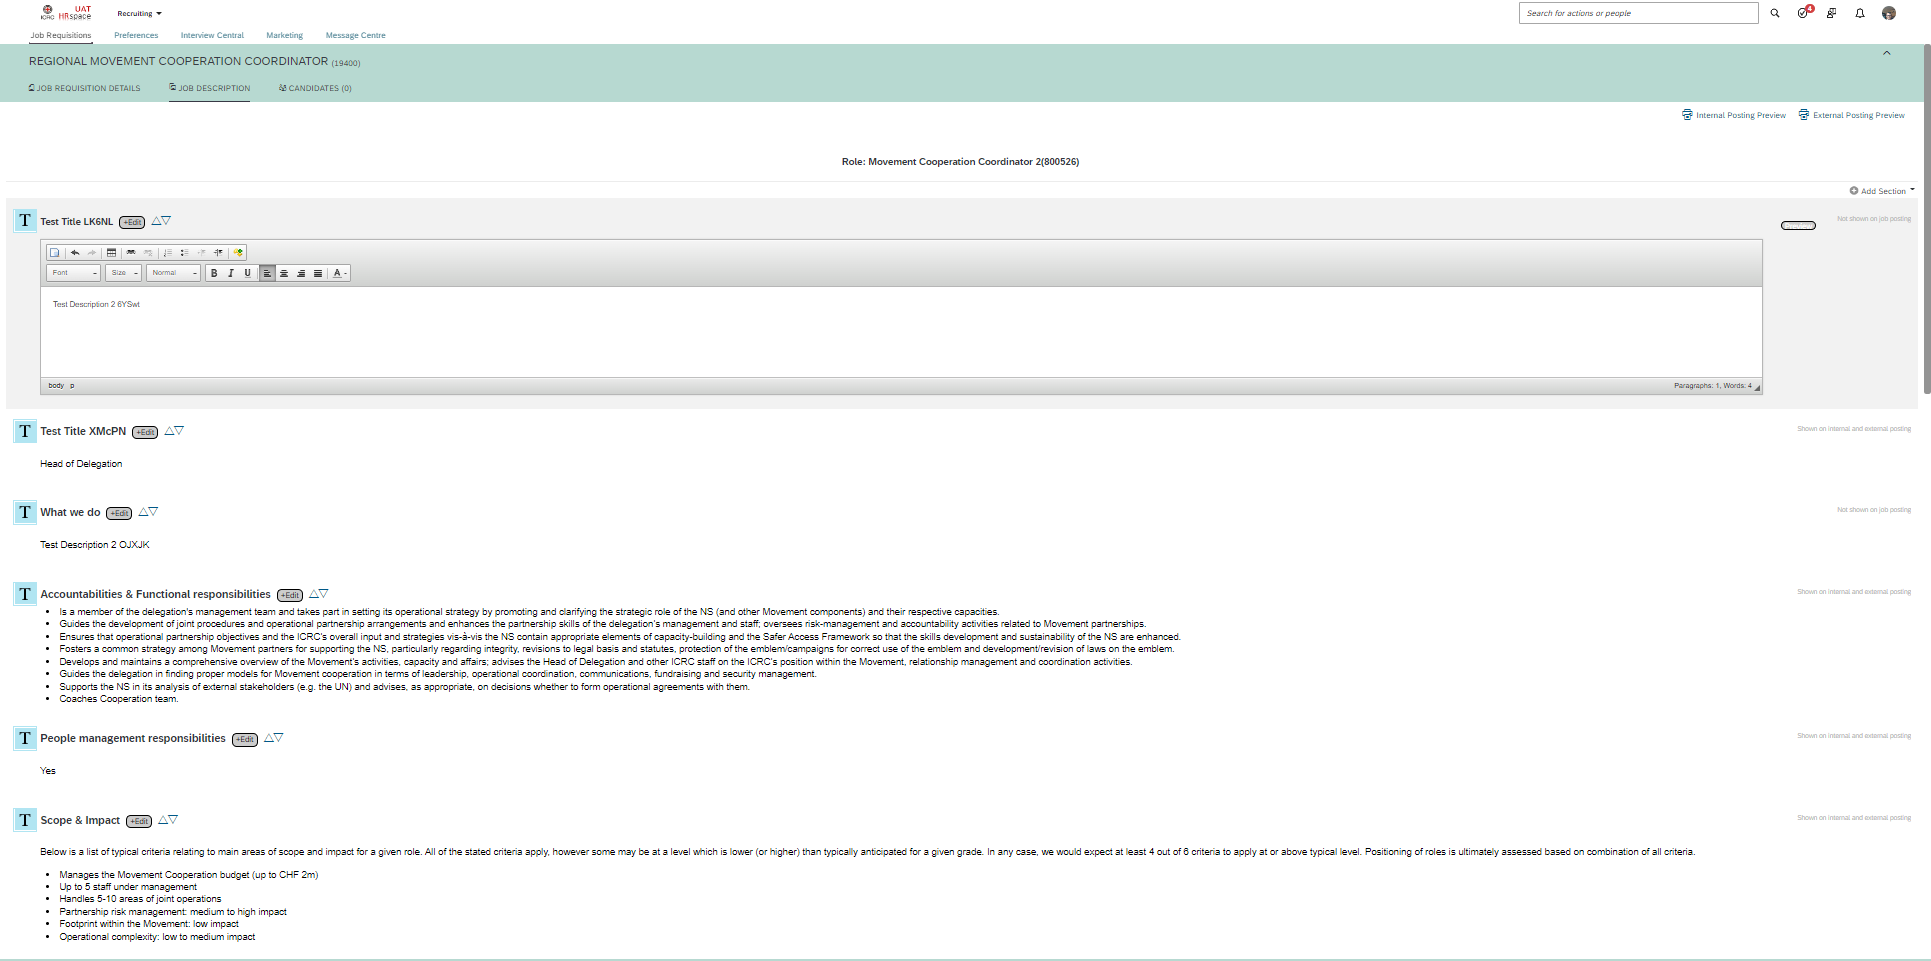 UAT
ICRC HRspace
Recruiting
Search for actions or people
4
Job Requisitions
Preferences
Interview Central
Marketing
Message Centre
REGIONAL MOVEMENT COOPERATION COORDINATOR (19400)
JOB REQUISITION DETAILS
JOB DESCRIPTION
CANDIDATES (0)
Internal Posting Preview
External Posting Preview
Role: Movement Cooperation Coordinator 2(800526)
Add Section
T Test Title LK6NL +Edit
Not shown on job posting
Font
Size
Normal
B I U
A
Test Description 2 6YSwt
body p
Paragraphs: 1, Words: 4
T Test Title XMcPN +Edit
Shown on internal and external posting
Head of Delegation
T What we do +Edit
Not shown on job posting
Test Description 2 OJXJK
T Accountabilities & Functional responsibilities +Edit
Shown on internal and external posting
• Is a member of the delegation's management team and takes part in setting its operational strategy by promoting and clarifying the strategic role of the NS (and other Movement components) and their respective capacities.
• Guides the development of joint procedures and operational partnership arrangements and enhances the partnership skills of the delegation's management and staff; oversees risk-management and accountability activities related to Movement partnerships.
• Ensures that operational partnership objectives and the ICRC's overall input and strategies vis-à-vis the NS contain appropriate elements of capacity-building and the Safer Access Framework so that the skills development and sustainability of the NS are enhanced.
• Fosters a common strategy among Movement partners for supporting the NS, particularly regarding integrity, revisions to legal basis and statutes, protection of the emblem/campaigns for correct use of the emblem and development/revision of laws on the emblem.
• Develops and maintains a comprehensive overview of the Movement's activities, capacity and affairs; advises the Head of Delegation and other ICRC staff on the ICRC's position within the Movement, relationship management and coordination activities.
• Guides the delegation in finding proper models for Movement cooperation in terms of leadership, operational coordination, communications, fundraising and security management.
• Supports the NS in its analysis of external stakeholders (e.g. the UN) and advises, as appropriate, on decisions whether to form operational agreements with them.
• Coaches Cooperation team.
T People management responsibilities +Edit
Shown on internal and external posting
Yes
T Scope & Impact +Edit
Shown on internal and external posting
Below is a list of typical criteria relating to main areas of scope and impact for a given role. All of the stated criteria apply, however some may be at a level which is lower (or higher) than typically anticipated for a given grade. In any case, we would expect at least 4 out of 6 criteria to apply at or above typical level. Positioning of roles is ultimately assessed based on combination of all criteria.
• Manages the Movement Cooperation budget (up to CHF 2m)
• Up to 5 staff under management
• Handles 5-10 areas of joint operations
• Partnership risk management: medium to high impact
• Footprint within the Movement: low impact
• Operational complexity: low to medium impact